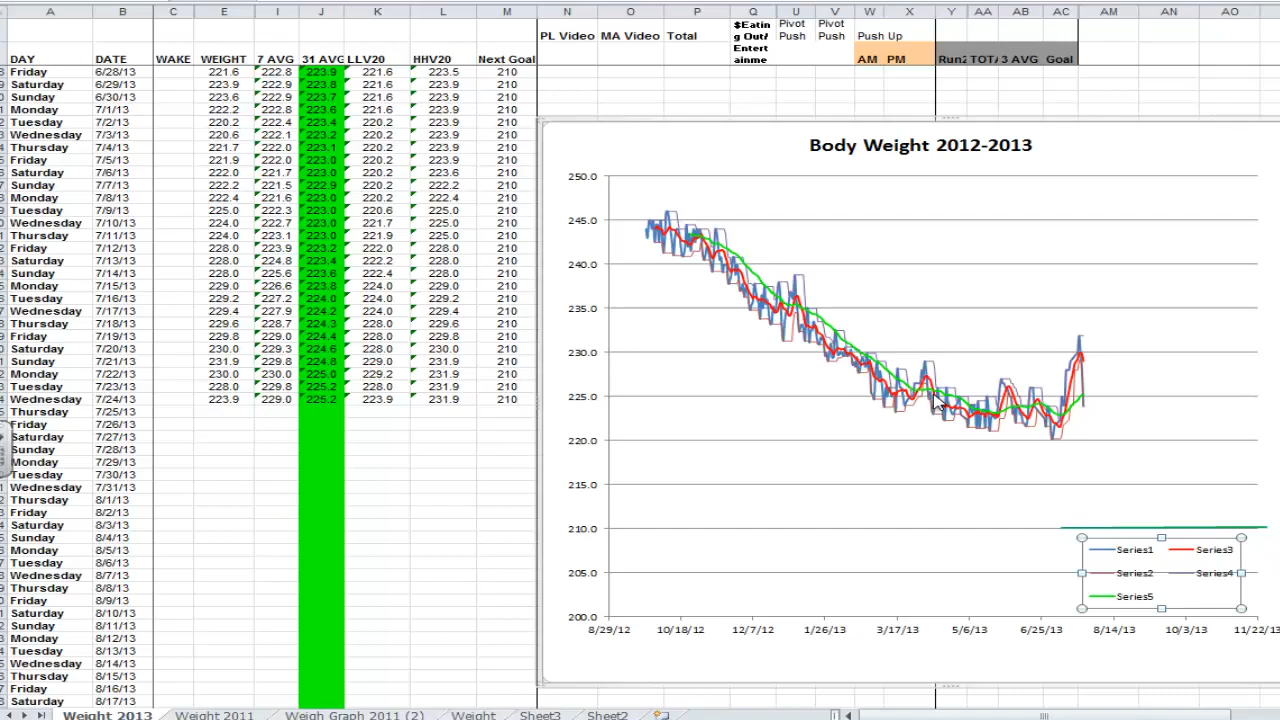 A B C E I J K L M N O P Q U V W X Y AA AB AC AM AN AO
DAY DATE WAKE WEIGHT 7 AVG 31 AVG LLV20 HHV20 Next Goal PL Video MA Video Total $Eatin g Out/ Entert ainme Pivot Push Pivot Push Push Up AM PM Run2 TOT/ 3 AVG Goal
Friday 6/28/13 221.6 222.8 223.9 221.6 223.5 210
Saturday 6/29/13 223.9 222.9 223.8 221.6 223.9 210
Sunday 6/30/13 223.6 222.9 223.7 221.6 223.9 210
Monday 7/1/13 222.2 222.8 223.6 221.6 223.9 210
Tuesday 7/2/13 220.2 222.4 223.4 220.2 223.9 210
Wednesday 7/3/13 220.6 222.1 223.2 220.2 223.9 210
Thursday 7/4/13 221.7 222.0 223.1 220.2 223.9 210
Friday 7/5/13 221.9 222.0 223.0 220.2 223.9 210
Saturday 7/6/13 222.0 221.7 223.0 220.2 223.6 210
Sunday 7/7/13 222.2 221.5 222.9 220.2 222.2 210
Monday 7/8/13 222.4 221.6 223.0 220.2 222.4 210
Tuesday 7/9/13 225.0 222.3 223.0 220.6 225.0 210
Wednesday 7/10/13 224.0 222.7 223.0 221.7 225.0 210
Thursday 7/11/13 224.0 223.1 223.0 221.9 225.0 210
Friday 7/12/13 228.0 223.9 223.2 222.0 228.0 210
Saturday 7/13/13 228.0 224.8 223.4 222.2 228.0 210
Sunday 7/14/13 228.0 225.6 223.6 222.4 228.0 210
Monday 7/15/13 229.0 226.6 223.8 224.0 229.0 210
Tuesday 7/16/13 229.2 227.2 224.0 224.0 229.2 210
Wednesday 7/17/13 229.4 227.9 224.2 224.0 229.4 210
Thursday 7/18/13 229.6 228.7 224.3 228.0 229.6 210
Friday 7/19/13 229.8 229.0 224.4 228.0 229.8 210
Saturday 7/20/13 230.0 229.3 224.6 228.0 230.0 210
Sunday 7/21/13 231.9 229.8 224.8 229.0 231.9 210
Monday 7/22/13 230.0 230.0 225.0 228.0 231.9 210
Tuesday 7/23/13 228.0 229.8 225.2 228.0 231.9 210
Wednesday 7/24/13 223.9 229.0 225.2 223.9 231.9 210
Thursday 7/25/13
Friday 7/26/13
Saturday 7/27/13
Sunday 7/28/13
Monday 7/29/13
Tuesday 7/30/13
Wednesday 7/31/13
Thursday 8/1/13
Friday 8/2/13
Saturday 8/3/13
Sunday 8/4/13
Monday 8/5/13
Tuesday 8/6/13
Wednesday 8/7/13
Thursday 8/8/13
Friday 8/9/13
Saturday 8/10/13
Sunday 8/11/13
Monday 8/12/13
Tuesday 8/13/13
Wednesday 8/14/13
Thursday 8/15/13
Friday 8/16/13
Saturday 8/17/13
Body Weight 2012-2013
250.0
245.0
240.0
235.0
230.0
225.0
220.0
215.0
210.0
205.0
200.0
8/29/12 10/18/12 12/7/12 1/26/13 3/17/13 5/6/13 6/25/13 8/14/13 10/3/13 11/22/13
Series1 Series3
Series2 Series4
Series5
Weight 2013 Weight 2011 Weigh Graph 2011 (2) Weight Sheet3 Sheet2